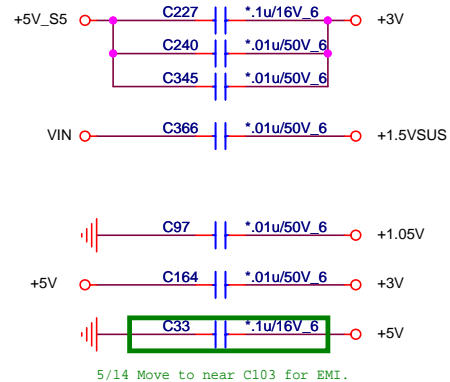 +5V_S5 C227 *.1u/16V_6 +3V
C240 *.01u/50V_6
C345 *.01u/50V_6
VIN C366 *.01u/50V_6 +1.5VSUS
C97 *.01u/50V_6 +1.05V
+5V C164 *.01u/50V_6 +3V
C33 *.1u/16V_6 +5V
5/14 Move to near C103 for EMI.